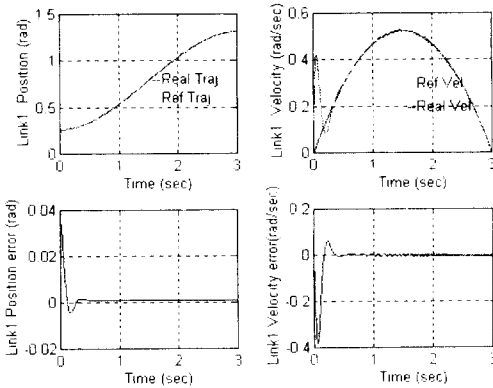 Link1 Position (rad)
1.5
1
0.5
0
Real Traj
Ref Traj
0 1 2 3
Time (sec)
Link1 Velocity (rad/sec)
0.6
0.4
0.2
0
Ref Vel
Real Vel
0 1 2 3
Time (sec)
Link1 Position error (rad)
0.04
0.02
0
-0.02
0 1 2 3
Time (sec)
Link1 Velocity error(rad/sec)
0.2
0
-0.2
-0.4
0 1 2 3
Time (sec)